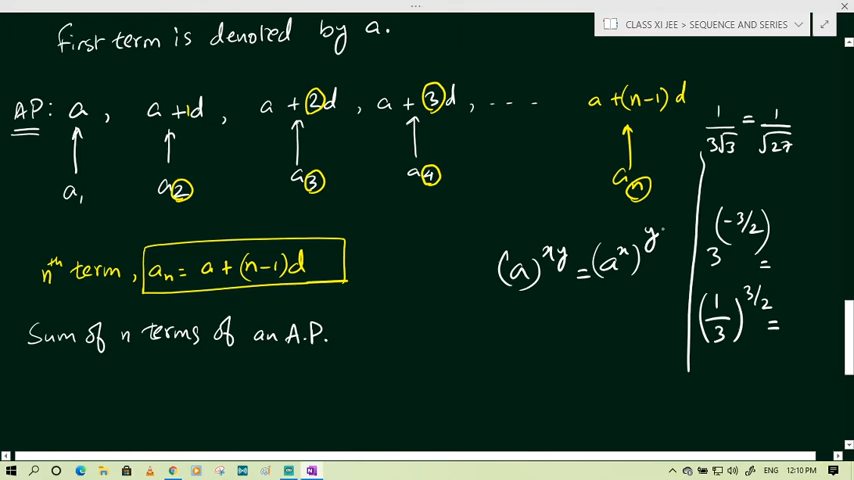 CLASS XI JEE > SEQUENCE AND SERIES
first term is denoted by a.
AP: a, a +1d, a + 2d, a + 3d, .... a +(n-1) d
a₁ a₂ a₃ a₄ aₙ
1/3√3 = 1/√27
nᵗʰ term, aₙ = a + (n-1)d
(a)^xy = (a^x)^y
3^(-3/2) =
(1/3)^3/2 =
Sum of n terms of an A.P.
ENG 12:10 PM